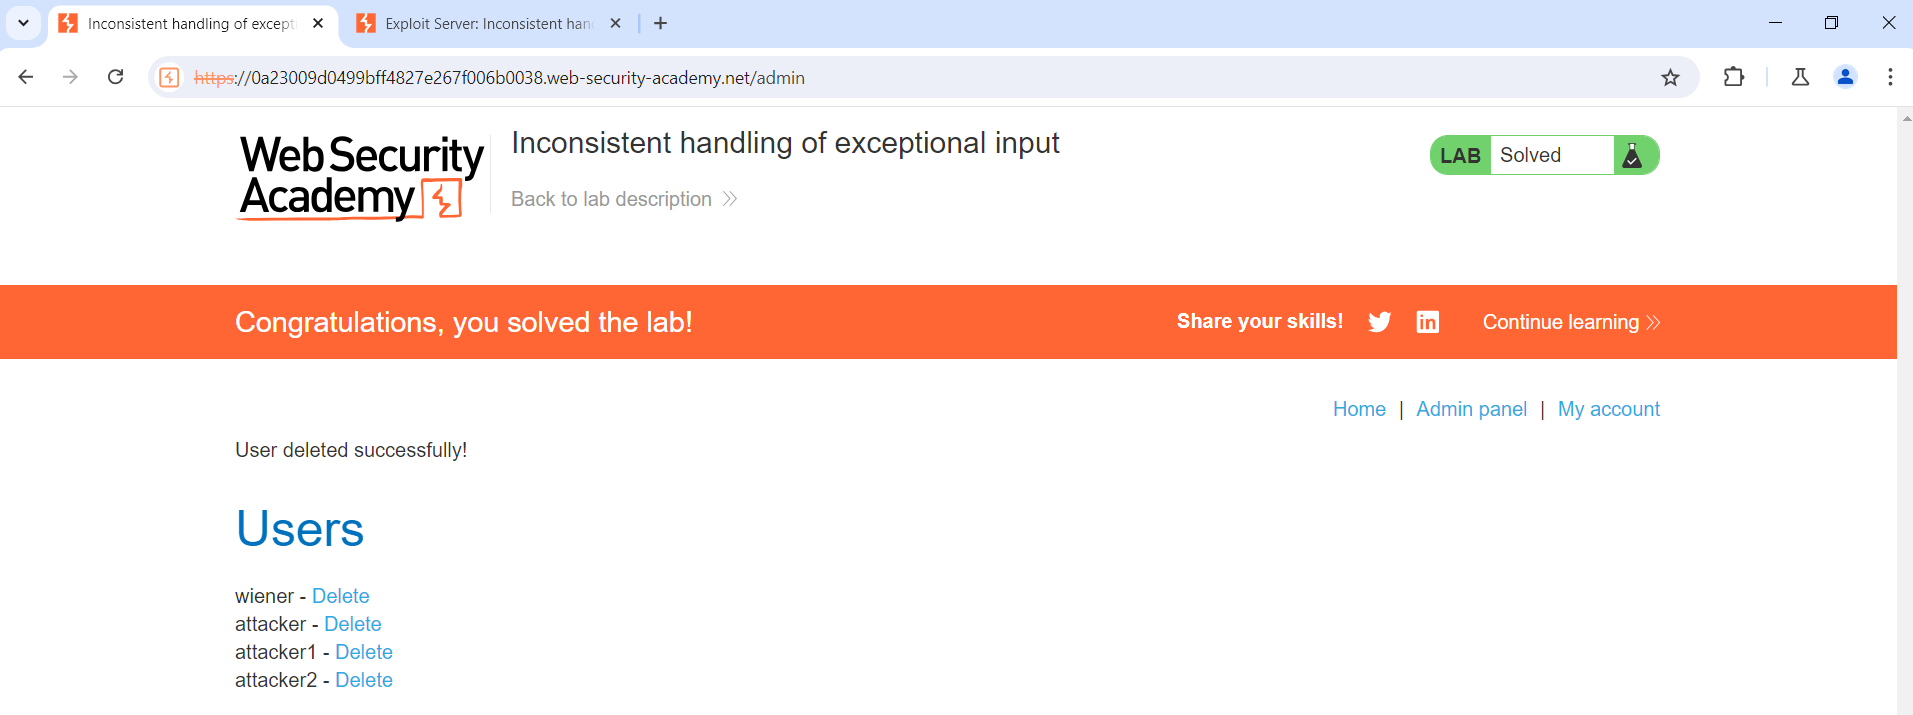 Inconsistent handling of except
Exploit Server: Inconsistent han
https://0a23009d0499bff4827e267f006b0038.web-security-academy.net/admin
Web Security
Academy
Inconsistent handling of exceptional input
Back to lab description
LAB Solved
Congratulations, you solved the lab!
Share your skills!
Continue learning
Home | Admin panel | My account
User deleted successfully!
Users
wiener - Delete
attacker - Delete
attacker1 - Delete
attacker2 - Delete